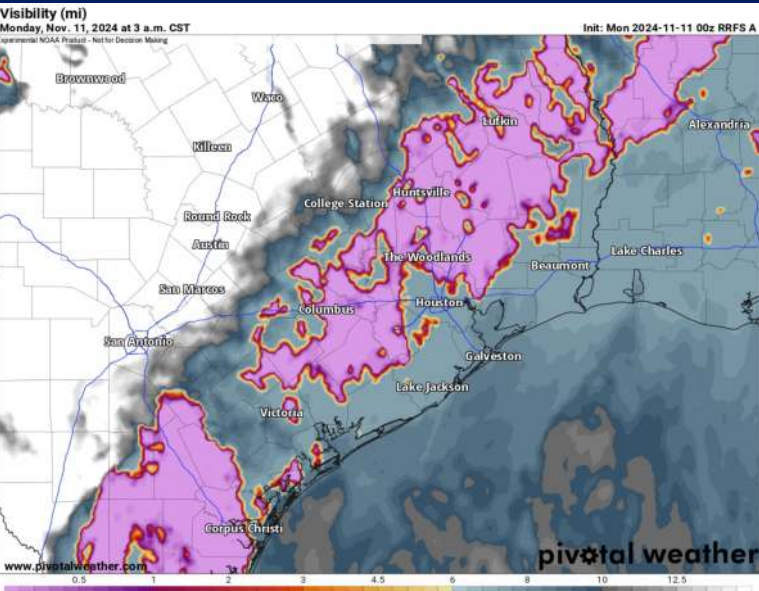 Visibility (mi)
Monday, Nov. 11, 2024 at 3 a.m. CST
Init: Mon 2024-11-11 00z RRFS A
Experimental NOAA Product - Not for Decision Making
Brownwood
Waco
Lufkin
Alexandria
Killeen
Huntsville
College Station
Round Rock
Austin
The Woodlands
Lake Charles
Beaumont
San Marcos
Houston
Columbus
San Antonio
Galveston
Lake Jackson
Victoria
Corpus Christi
pivotal weather
www.pivotalweather.com
0.5 1 2 3 4.5 6 8 10 12.5